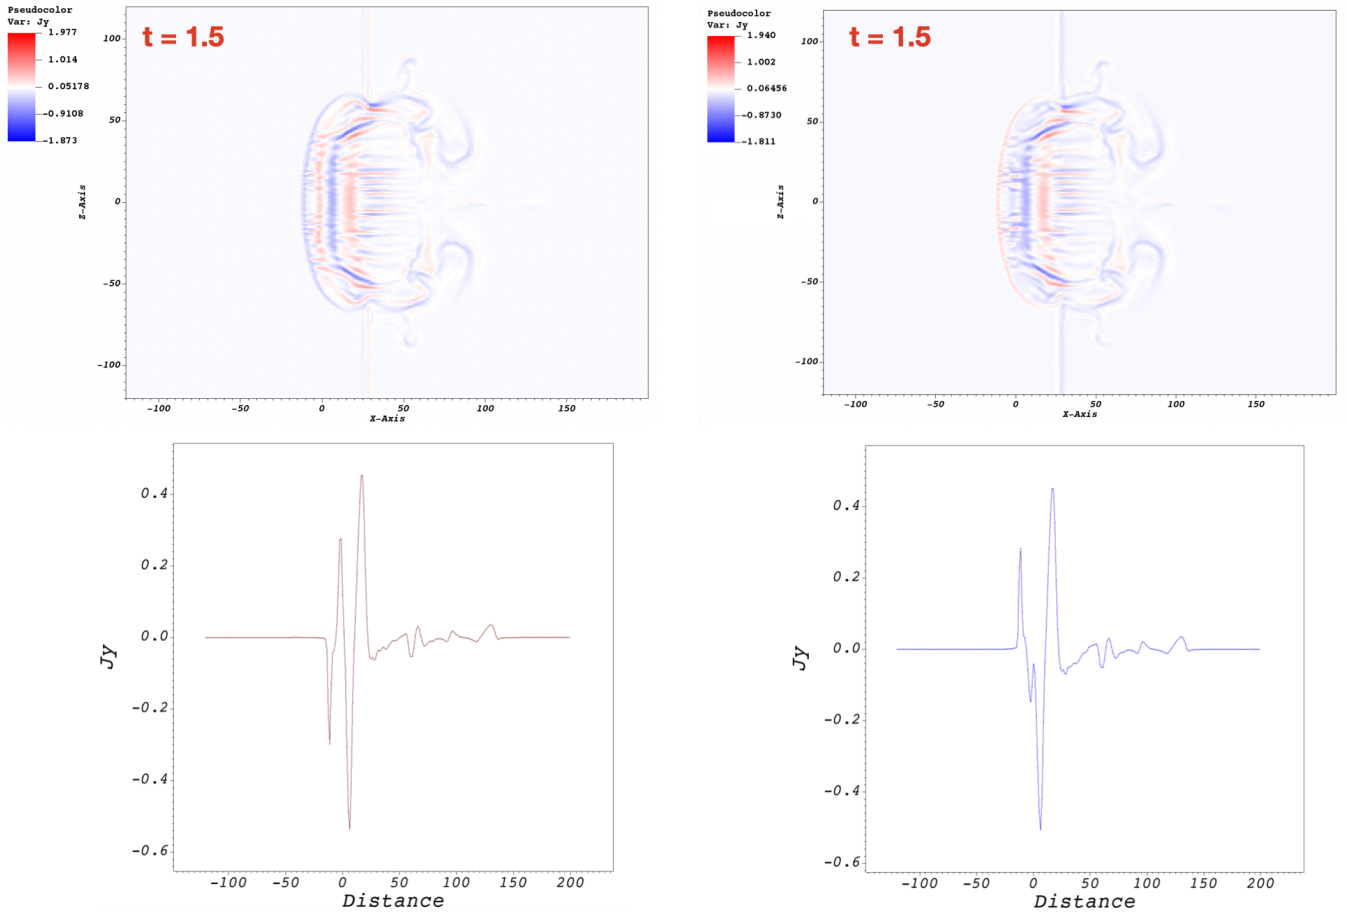 Pseudocolor
Var: Jy
1.977
1.014
0.05178
-0.9108
-1.873
t = 1.5
100
50
0
-50
-100
Z-Axis
-100 -50 0 50 100 150
X-Axis
Pseudocolor
Var: Jy
1.940
1.002
0.06456
-0.8730
-1.811
t = 1.5
100
50
0
-50
-100
Z-Axis
-100 -50 0 50 100 150
X-Axis
0.4
0.2
0.0
-0.2
-0.4
-0.6
Jy
-100 -50 0 50 100 150 200
Distance
0.4
0.2
0.0
-0.2
-0.4
-0.6
Jy
-100 -50 0 50 100 150 200
Distance